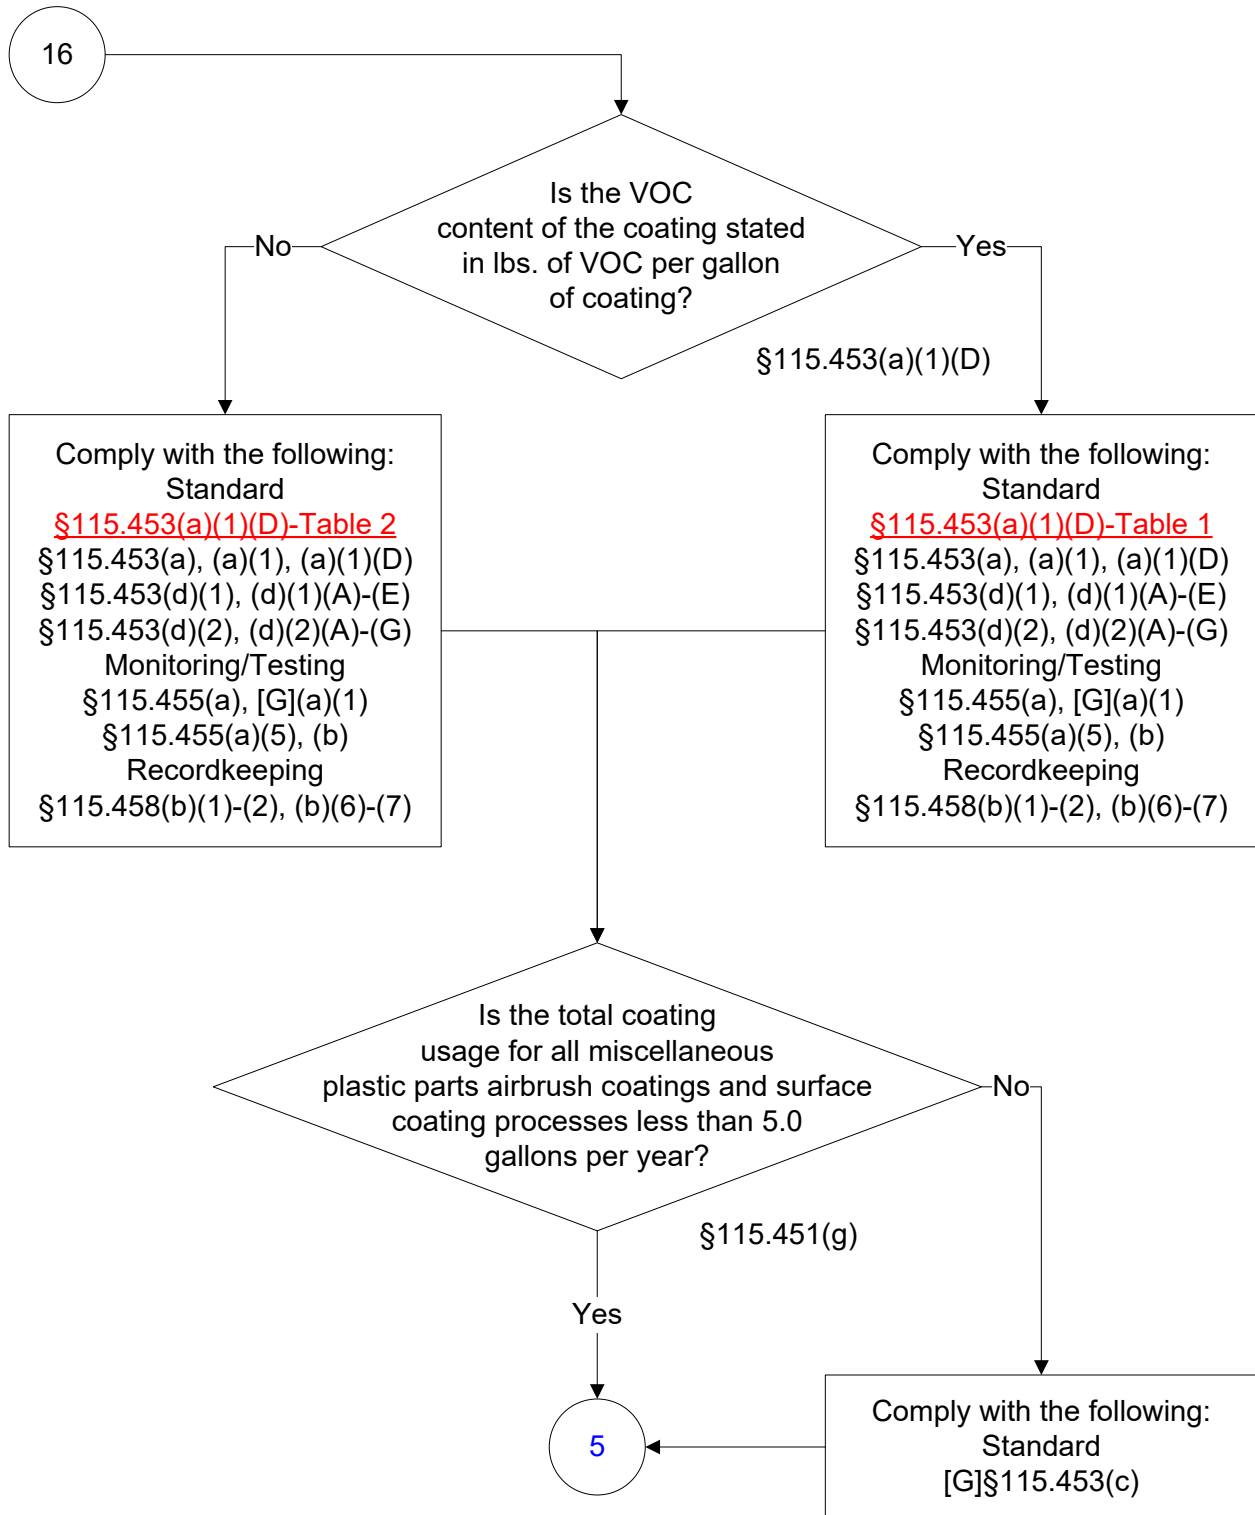 16
Is the VOC
content of the coating stated
in lbs. of VOC per gallon
of coating?
No
Yes
§115.453(a)(1)(D)
Comply with the following:
Standard
§115.453(a)(1)(D)-Table 2
§115.453(a), (a)(1), (a)(1)(D)
§115.453(d)(1), (d)(1)(A)-(E)
§115.453(d)(2), (d)(2)(A)-(G)
Monitoring/Testing
§115.455(a), [G](a)(1)
§115.455(a)(5), (b)
Recordkeeping
§115.458(b)(1)-(2), (b)(6)-(7)
Comply with the following:
Standard
§115.453(a)(1)(D)-Table 1
§115.453(a), (a)(1), (a)(1)(D)
§115.453(d)(1), (d)(1)(A)-(E)
§115.453(d)(2), (d)(2)(A)-(G)
Monitoring/Testing
§115.455(a), [G](a)(1)
§115.455(a)(5), (b)
Recordkeeping
§115.458(b)(1)-(2), (b)(6)-(7)
Is the total coating
usage for all miscellaneous
plastic parts airbrush coatings and surface
coating processes less than 5.0
gallons per year?
No
§115.451(g)
Yes
5
Comply with the following:
Standard
[G]§115.453(c)